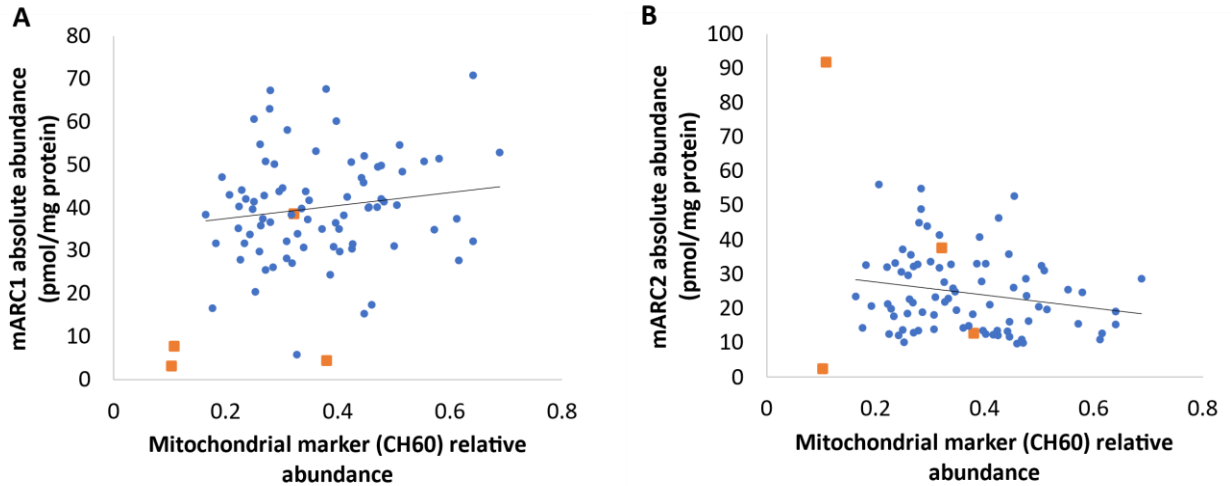 A
mARC1 absolute abundance
(pmol/mg protein)
80
70
60
50
40
30
20
10
0
0 0.2 0.4 0.6 0.8
Mitochondrial marker (CH60) relative
abundance
B
mARC2 absolute abundance
(pmol/mg protein)
100
90
80
70
60
50
40
30
20
10
0
0 0.2 0.4 0.6 0.8
Mitochondrial marker (CH60) relative
abundance